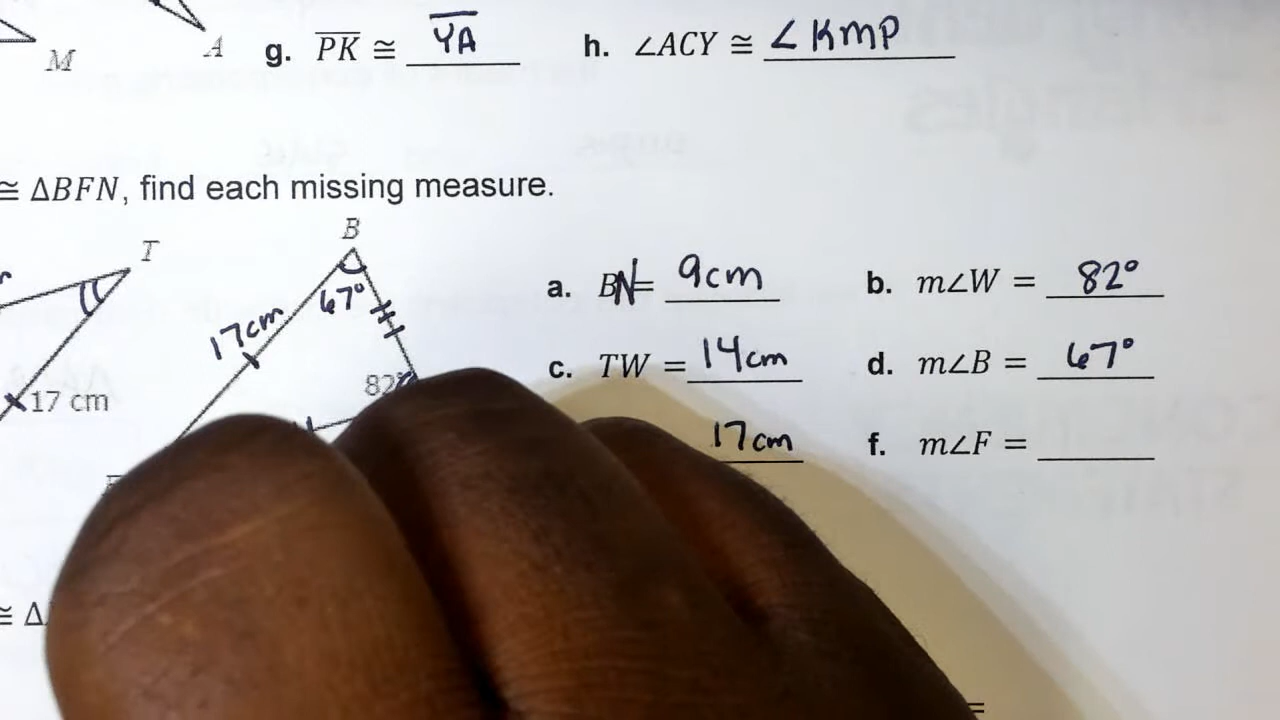 M A g. PK ≅ YA h. ∠ACY ≅ ∠KMP
≅ ΔBFN, find each missing measure.
T B
a. BN= 9cm b. m∠W = 82°
67°
17cm
c. TW = 14cm d. m∠B = 67°
82
17 cm
17cm f. m∠F =
≅ Δ
=